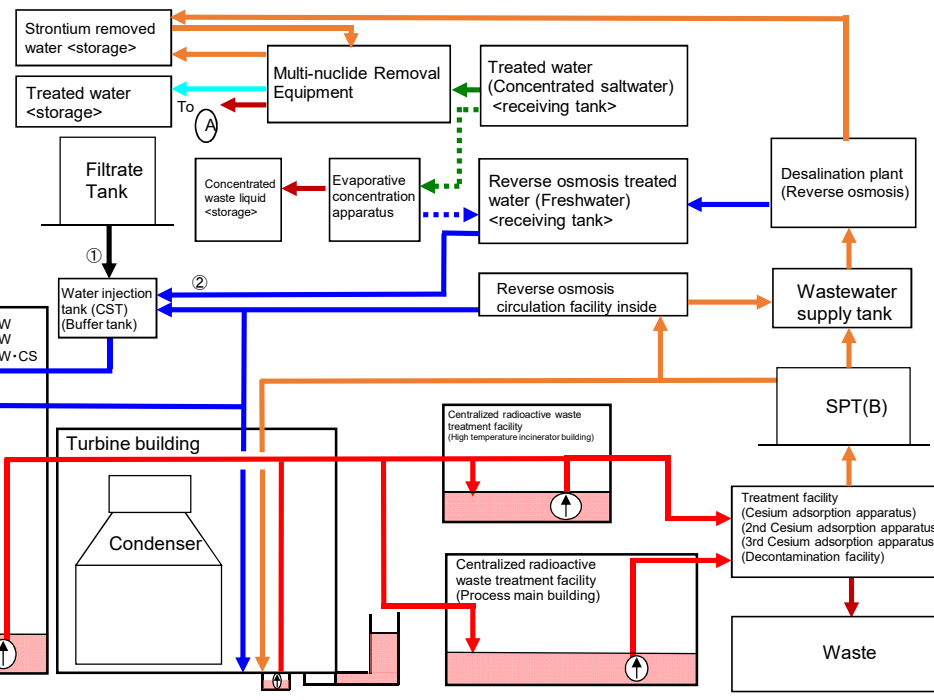 Strontium removed
water <storage>
Multi-nuclide Removal
Equipment
Treated water
(Concentrated saltwater)
<receiving tank>
Treated water
<storage>
To
A
Filtrate
Tank
Concentrated
waste liquid
<storage>
Evaporative
concentration
apparatus
Reverse osmosis treated
water (Freshwater)
<receiving tank>
Desalination plant
(Reverse osmosis)
①
②
Water injection
tank (CST)
(Buffer tank)
Reverse osmosis
circulation facility inside
Wastewater
supply tank
W
W
W・CS
SPT(B)
Centralized radioactive waste
treatment facility
(High temperature incinerator building)
Turbine building
Condenser
Treatment facility
(Cesium adsorption apparatus)
(2nd Cesium adsorption apparatus
(3rd Cesium adsorption apparatus
(Decontamination facility)
Centralized radioactive
waste treatment facility
(Process main building)
Waste